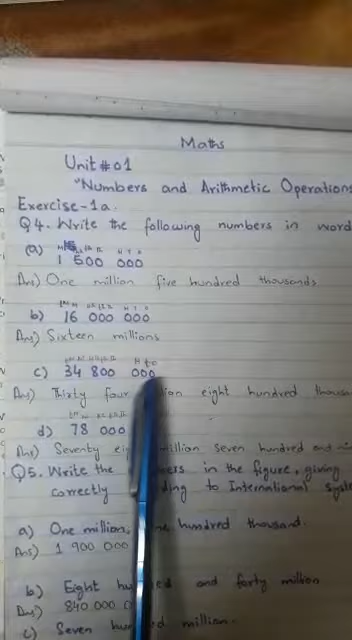 Maths
Unit#01
"Numbers and Arithmetic Operations
Exercise-1a.
Q4. Write the following numbers in word
(a) 1 500 000
Ans) One million five hundred thousands
b) 16 000 000
Ans) Sixteen millions
c) 34 800 000
Ans) Thirty four eight hundred
d) 78 000
Ans) Seventy million seven hundred and
Q5. Write the in the figure, giving
correctly to International
a) One million, hundred thousand.
Ans) 1 900 000
b) Eight and forty million
Ans) 840 000
c) Seven million.